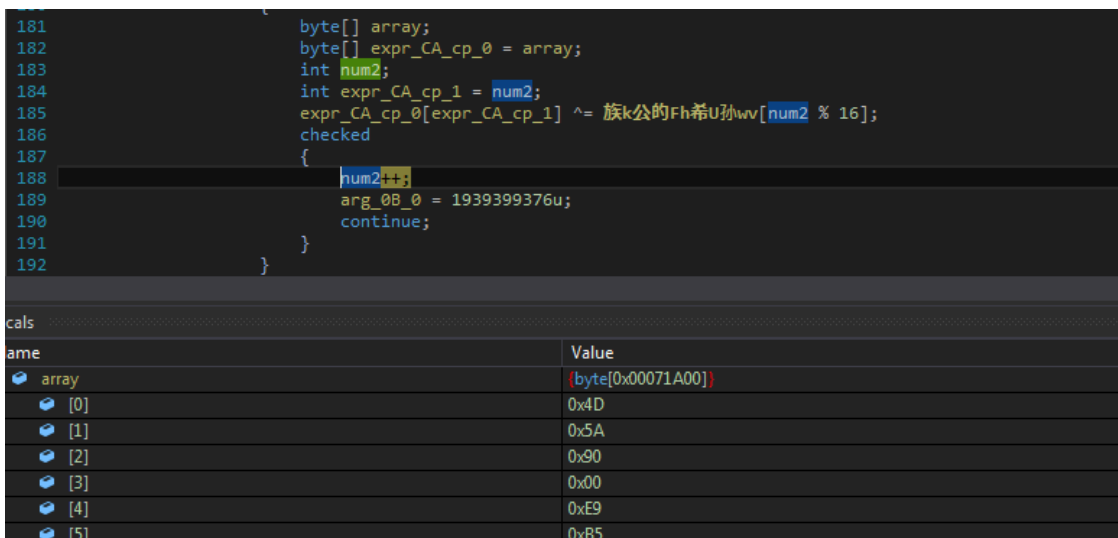 181 byte[] array;
182 byte[] expr_CA_cp_0 = array;
183 int num2;
184 int expr_CA_cp_1 = num2;
185 expr_CA_cp_0[expr_CA_cp_1] ^= 族k公的Fh希U孙wv[num2 % 16];
186 checked
187 {
188 num2++;
189 arg_0B_0 = 1939399376u;
190 continue;
191 }
192 }
cals
ame Value
array {byte[0x00071A00]}
[0] 0x4D
[1] 0x5A
[2] 0x90
[3] 0x00
[4] 0xE9
[5] 0xB5